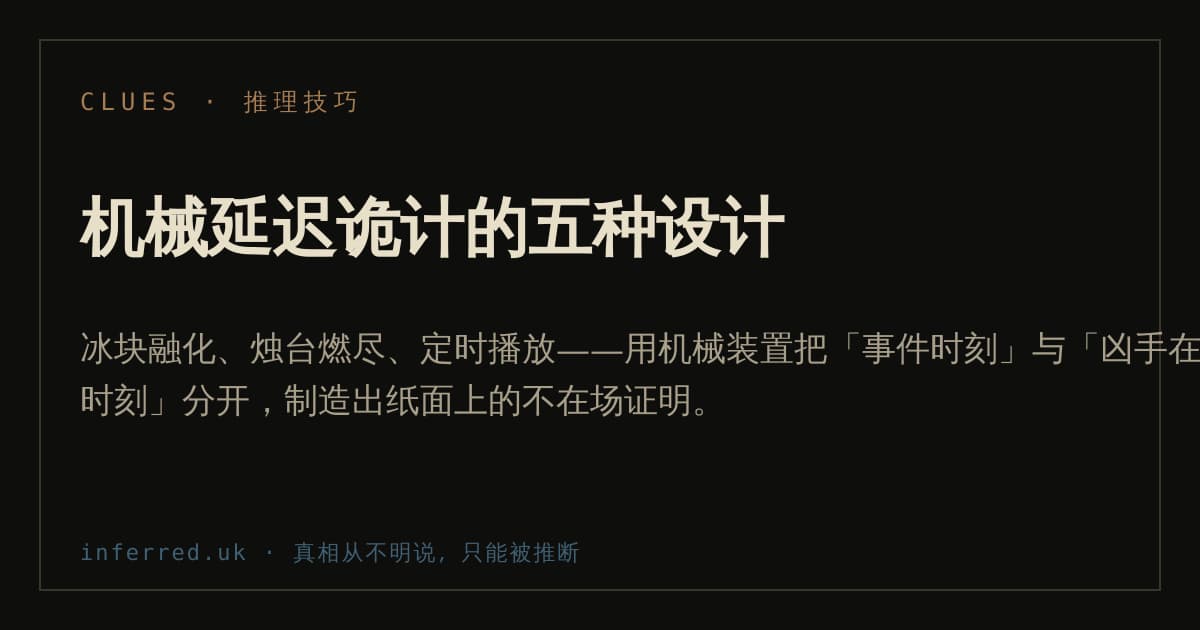 CLUES · 推理技巧
机械延迟诡计的五种设计
冰块融化、烛台燃尽、定时播放——用机械装置把「事件时刻」与「凶手在
时刻」分开，制造出纸面上的不在场证明。
inferred.uk · 真相从不明说, 只能被推断